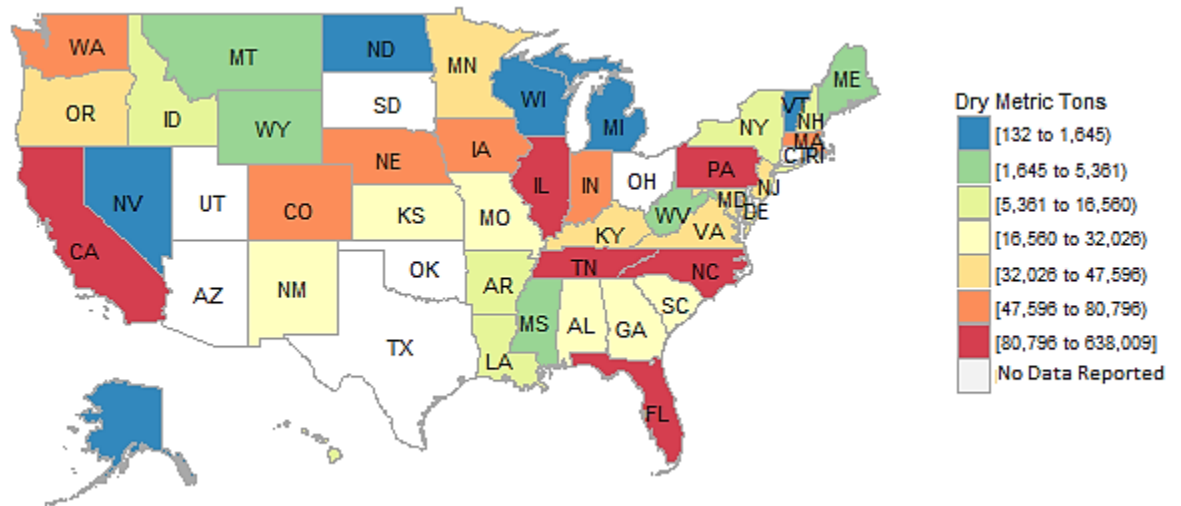 WA
MT
ND
MN
ME
OR
ID
WY
SD
WI
MI
NY
VT
NH
MA
CT
RI
NE
IA
IL
IN
OH
PA
NJ
MD
DE
WV
VA
NV
UT
CO
KS
MO
KY
CA
AZ
NM
OK
AR
TN
NC
SC
MS
AL
GA
TX
LA
FL
Dry Metric Tons
[132 to 1,645)
[1,645 to 5,361)
[5,361 to 16,560)
[16,560 to 32,026)
[32,026 to 47,596)
[47,596 to 80,796)
[80,796 to 638,009]
No Data Reported